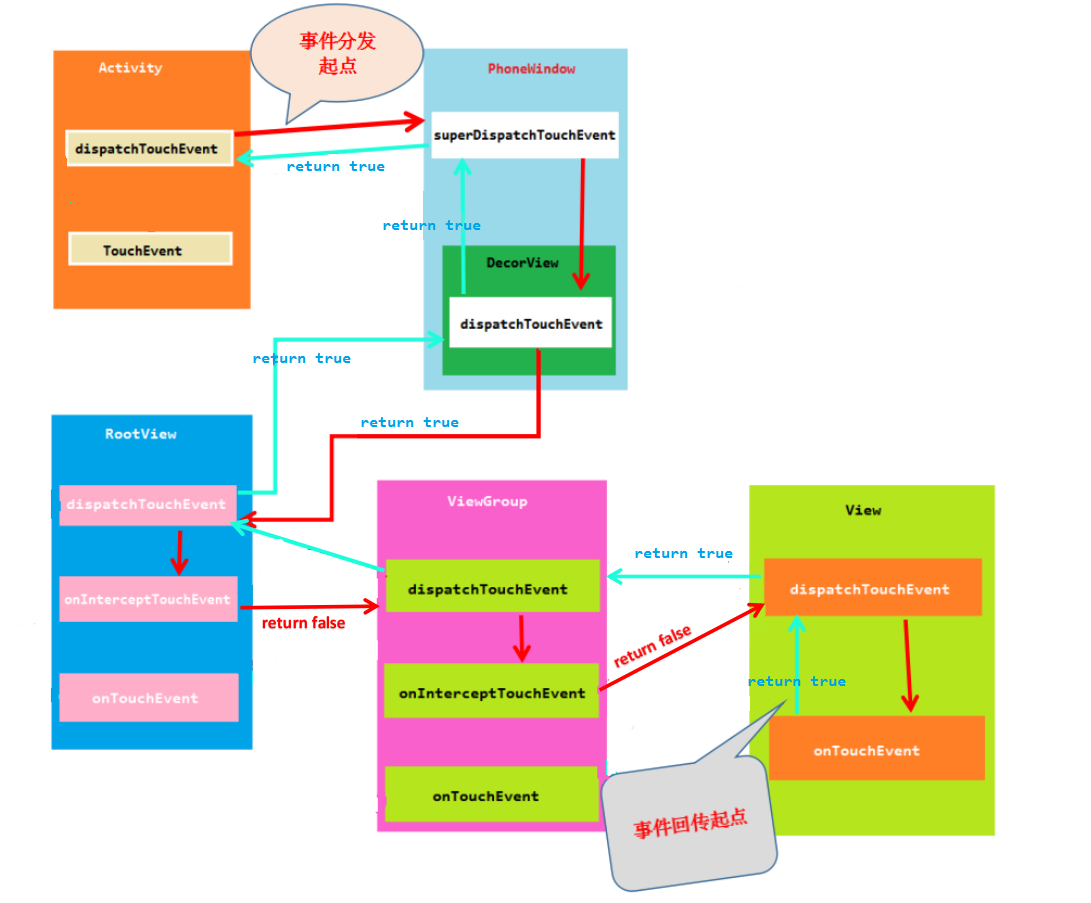 事件分发
起点
Activity
dispatchTouchEvent
TouchEvent
PhoneWindow
superDispatchTouchEvent
return true
return true
DecorView
dispatchTouchEvent
return true
return true
RootView
dispatchTouchEvent
onInterceptTouchEvent
onTouchEvent
return false
ViewGroup
dispatchTouchEvent
onInterceptTouchEvent
onTouchEvent
return false
return true
View
dispatchTouchEvent
return true
onTouchEvent
事件回传起点